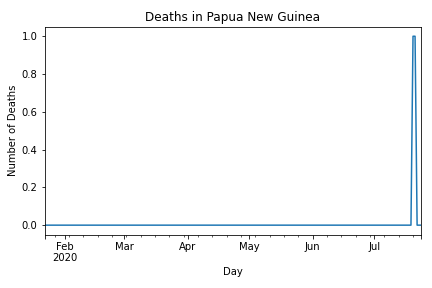 Deaths in Papua New Guinea
1.0
0.8
0.6
0.4
0.2
0.0
Number of Deaths
Feb Mar Apr May Jun Jul
2020
Day